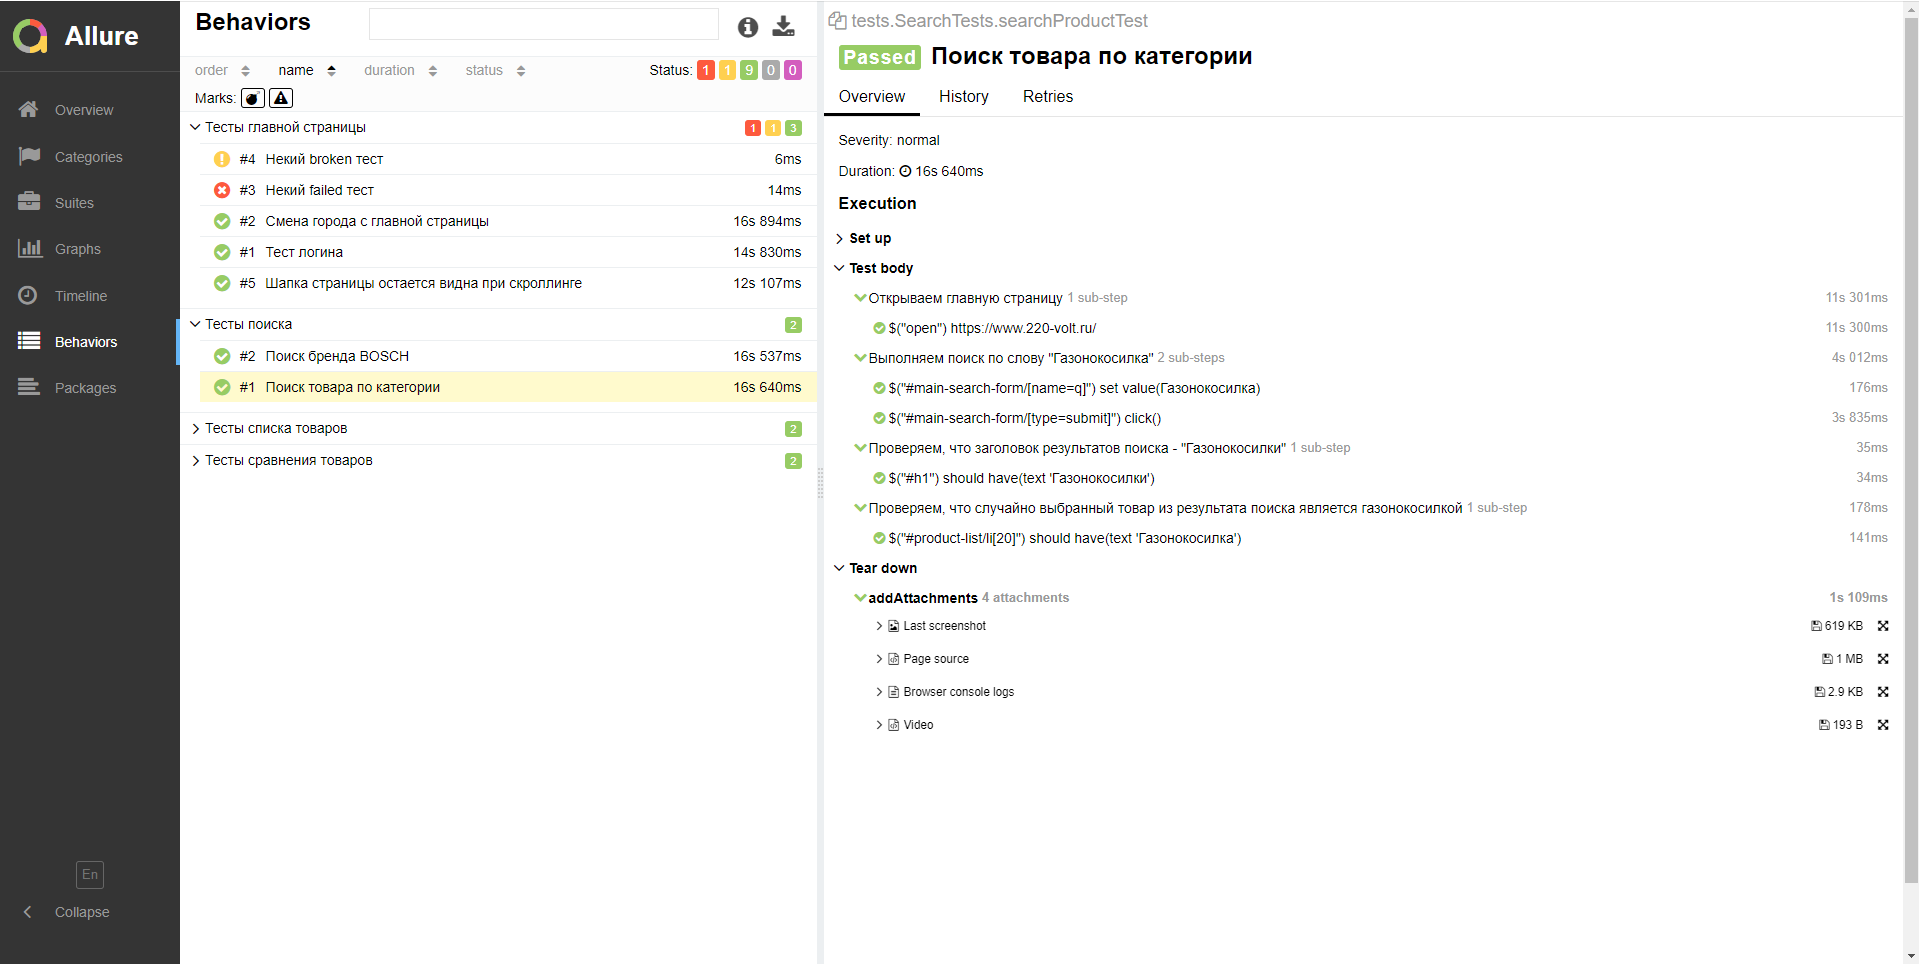 Allure
Overview
Categories
Suites
Graphs
Timeline
Behaviors
Packages
En
Collapse
Behaviors
order name duration status Status: 1 1 9 0 0
Marks:
Тесты главной страницы 1 1 3
#4 Некий broken тест 6ms
#3 Некий failed тест 14ms
#2 Смена города с главной страницы 16s 894ms
#1 Тест логина 14s 830ms
#5 Шапка страницы остается видна при скроллинге 12s 107ms
Тесты поиска 2
#2 Поиск бренда BOSCH 16s 537ms
#1 Поиск товара по категории 16s 640ms
Тесты списка товаров 2
Тесты сравнения товаров 2
tests.SearchTests.searchProductTest
Passed Поиск товара по категории
Overview History Retries
Severity: normal
Duration: 16s 640ms
Execution
Set up
Test body
Открываем главную страницу 1 sub-step 11s 301ms
$("open") https://www.220-volt.ru/ 11s 300ms
Выполняем поиск по слову "Газонокосилка" 2 sub-steps 4s 012ms
$("#main-search-form/[name=q]") set value(Газонокосилка) 176ms
$("#main-search-form/[type=submit]") click() 3s 835ms
Проверяем, что заголовок результатов поиска - "Газонокосилки" 1 sub-step 35ms
$("#h1") should have(text 'Газонокосилки') 34ms
Проверяем, что случайно выбранный товар из результата поиска является газонокосилкой 1 sub-step 178ms
$("#product-list/li[20]") should have(text 'Газонокосилка') 141ms
Tear down
addAttachments 4 attachments 1s 109ms
Last screenshot 619 KB
Page source 1 MB
Browser console logs 2.9 KB
Video 193 B